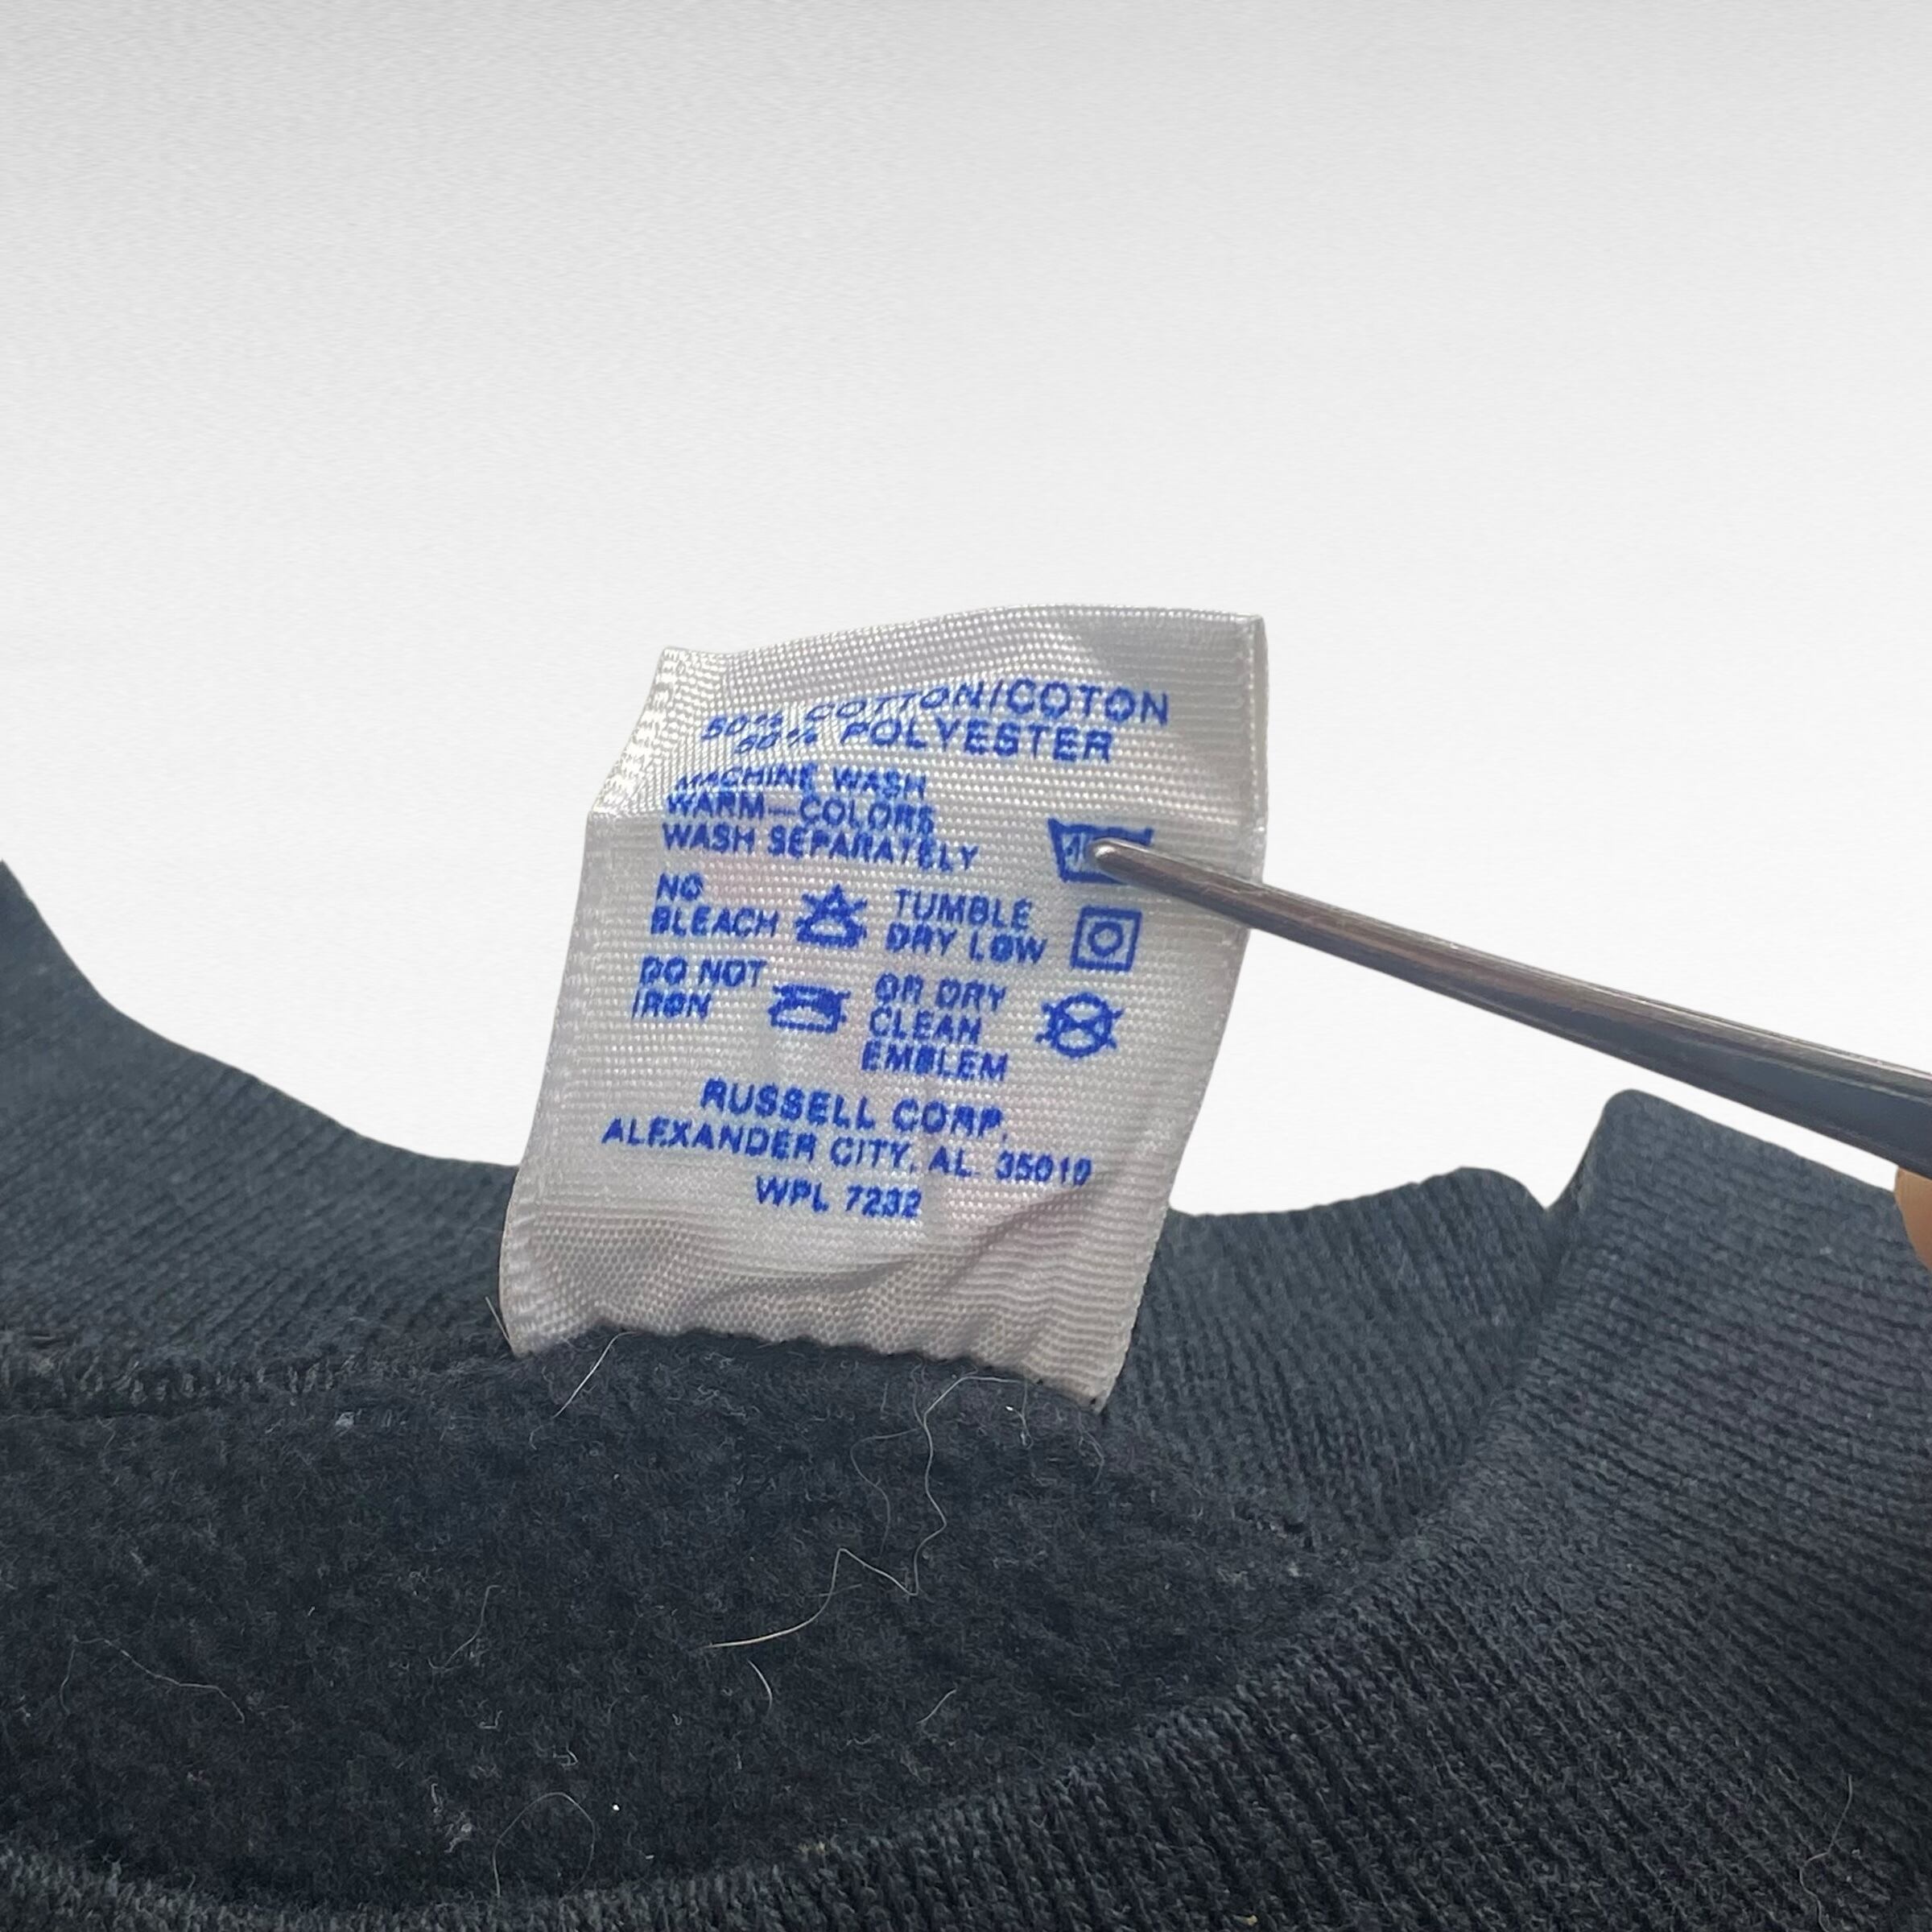 50% COTTON/COTON
50% POLYESTER
MACHINE WASH
WARM—COLORS
WASH SEPARATELY
NO
BLEACH
TUMBLE
DRY LOW
DO NOT
IRON
OR DRY
CLEAN
EMBLEM
RUSSELL CORP.
ALEXANDER CITY, AL. 35010
WPL 7232